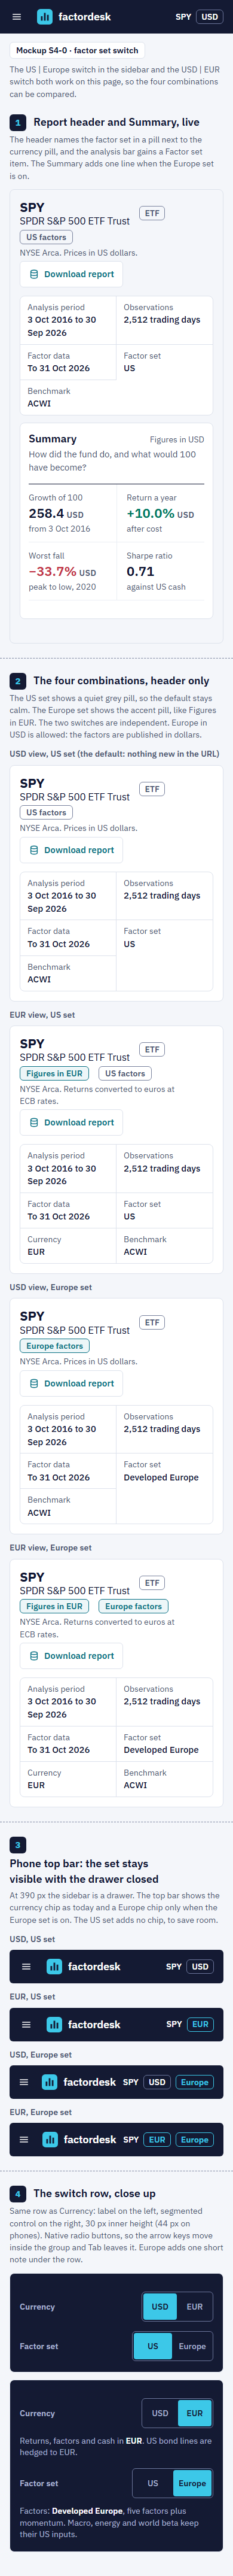 factordesk SPY USD
Mockup S4-0 · factor set switch
The US | Europe switch in the sidebar and the USD | EUR
switch both work on this page, so the four combinations
can be compared.
1 Report header and Summary, live
The header names the factor set in a pill next to the
currency pill, and the analysis bar gains a Factor set
item. The Summary adds one line when the Europe set
is on.
SPY
SPDR S&P 500 ETF Trust
ETF
US factors
NYSE Arca. Prices in US dollars.
Download report
Analysis period
3 Oct 2016 to 30
Sep 2026
Observations
2,512 trading days
Factor data
To 31 Oct 2026
Factor set
US
Benchmark
ACWI
Summary Figures in USD
How did the fund do, and what would 100
have become?
Growth of 100
258.4 USD
from 3 Oct 2016
Return a year
+10.0% USD
after cost
Worst fall
−33.7% USD
peak to low, 2020
Sharpe ratio
0.71
against US cash
2 The four combinations, header only
The US set shows a quiet grey pill, so the default stays
calm. The Europe set shows the accent pill, like Figures
in EUR. The two switches are independent. Europe in
USD is allowed: the factors are published in dollars.
USD view, US set (the default: nothing new in the URL)
SPY
SPDR S&P 500 ETF Trust
ETF
US factors
NYSE Arca. Prices in US dollars.
Download report
Analysis period
3 Oct 2016 to 30
Sep 2026
Observations
2,512 trading days
Factor data
To 31 Oct 2026
Factor set
US
Benchmark
ACWI
EUR view, US set
SPY
SPDR S&P 500 ETF Trust
ETF
Figures in EUR US factors
NYSE Arca. Returns converted to euros at
ECB rates.
Download report
Analysis period
3 Oct 2016 to 30
Sep 2026
Observations
2,512 trading days
Factor data
To 31 Oct 2026
Factor set
US
Currency
EUR
Benchmark
ACWI
USD view, Europe set
SPY
SPDR S&P 500 ETF Trust
ETF
Europe factors
NYSE Arca. Prices in US dollars.
Download report
Analysis period
3 Oct 2016 to 30
Sep 2026
Observations
2,512 trading days
Factor data
To 31 Oct 2026
Factor set
Developed Europe
Benchmark
ACWI
EUR view, Europe set
SPY
SPDR S&P 500 ETF Trust
ETF
Figures in EUR Europe factors
NYSE Arca. Returns converted to euros at
ECB rates.
Download report
Analysis period
3 Oct 2016 to 30
Sep 2026
Observations
2,512 trading days
Factor data
To 31 Oct 2026
Factor set
Developed Europe
Currency
EUR
Benchmark
ACWI
3
Phone top bar: the set stays
visible with the drawer closed
At 390 px the sidebar is a drawer. The top bar shows the
currency chip as today and a Europe chip only when the
Europe set is on. The US set adds no chip, to save room.
USD, US set
factordesk SPY USD
EUR, US set
factordesk SPY EUR
USD, Europe set
factordesk SPY USD Europe
EUR, Europe set
factordesk SPY EUR Europe
4 The switch row, close up
Same row as Currency: label on the left, segmented
control on the right, 30 px inner height (44 px on
phones). Native radio buttons, so the arrow keys move
inside the group and Tab leaves it. Europe adds one short
note under the row.
Currency USD EUR
Factor set US Europe
Currency USD EUR
Returns, factors and cash in EUR. US bond lines are
hedged to EUR.
Factor set US Europe
Factors: Developed Europe, five factors plus
momentum. Macro, energy and world beta keep
their US inputs.